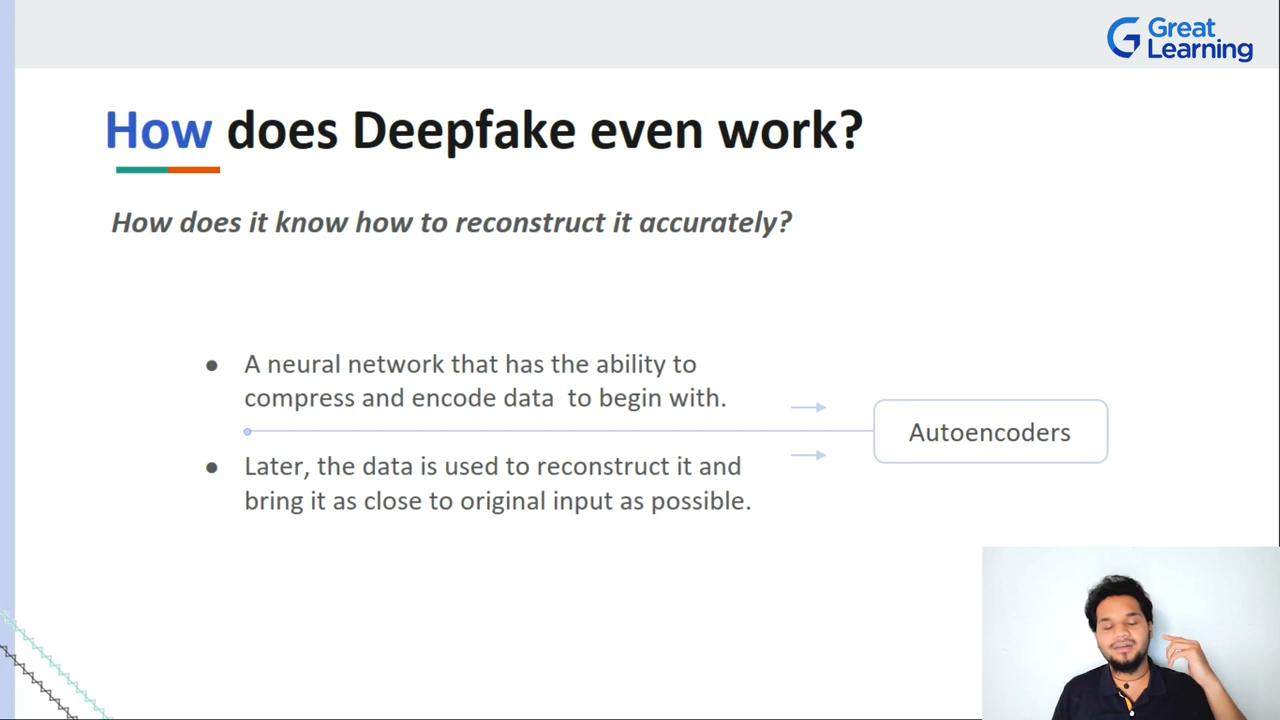 Great
Learning
How does Deepfake even work?
How does it know how to reconstruct it accurately?
● A neural network that has the ability to
compress and encode data  to begin with.
● Later, the data is used to reconstruct it and
bring it as close to original input as possible.
Autoencoders